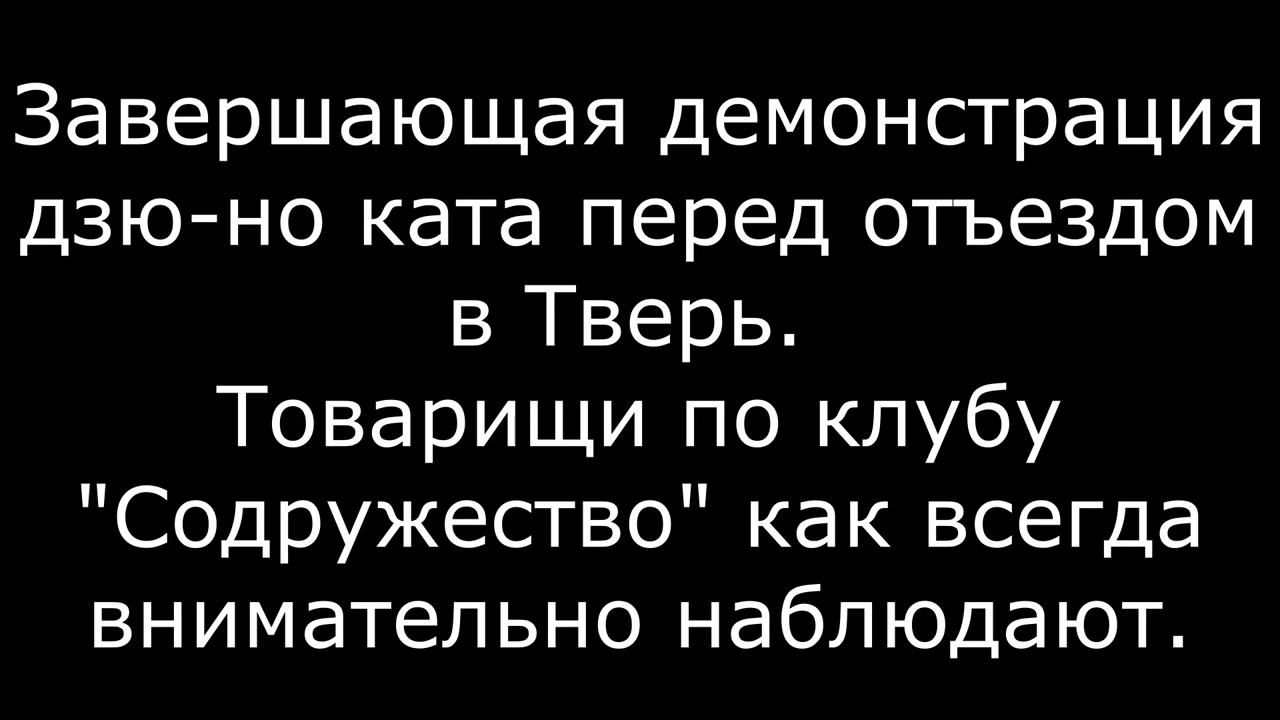 Завершающая демонстрация
дзю-но ката перед отъездом
в Тверь.
Товарищи по клубу
"Содружество" как всегда
внимательно наблюдают.